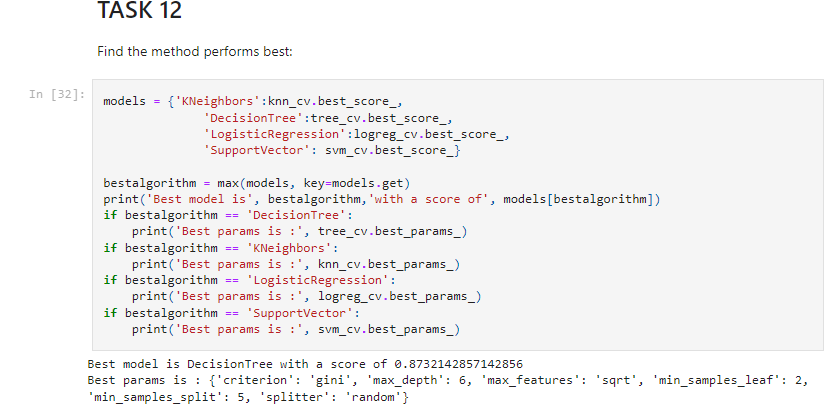 TASK 12
Find the method performs best:
In [32]:
models = {'KNeighbors':knn_cv.best_score_,
              'DecisionTree':tree_cv.best_score_,
              'LogisticRegression':logreg_cv.best_score_,
              'SupportVector': svm_cv.best_score_}

bestalgorithm = max(models, key=models.get)
print('Best model is', bestalgorithm,'with a score of', models[bestalgorithm])
if bestalgorithm == 'DecisionTree':
    print('Best params is :', tree_cv.best_params_)
if bestalgorithm == 'KNeighbors':
    print('Best params is :', knn_cv.best_params_)
if bestalgorithm == 'LogisticRegression':
    print('Best params is :', logreg_cv.best_params_)
if bestalgorithm == 'SupportVector':
    print('Best params is :', svm_cv.best_params_)
Best model is DecisionTree with a score of 0.8732142857142856
Best params is : {'criterion': 'gini', 'max_depth': 6, 'max_features': 'sqrt', 'min_samples_leaf': 2,
'min_samples_split': 5, 'splitter': 'random'}